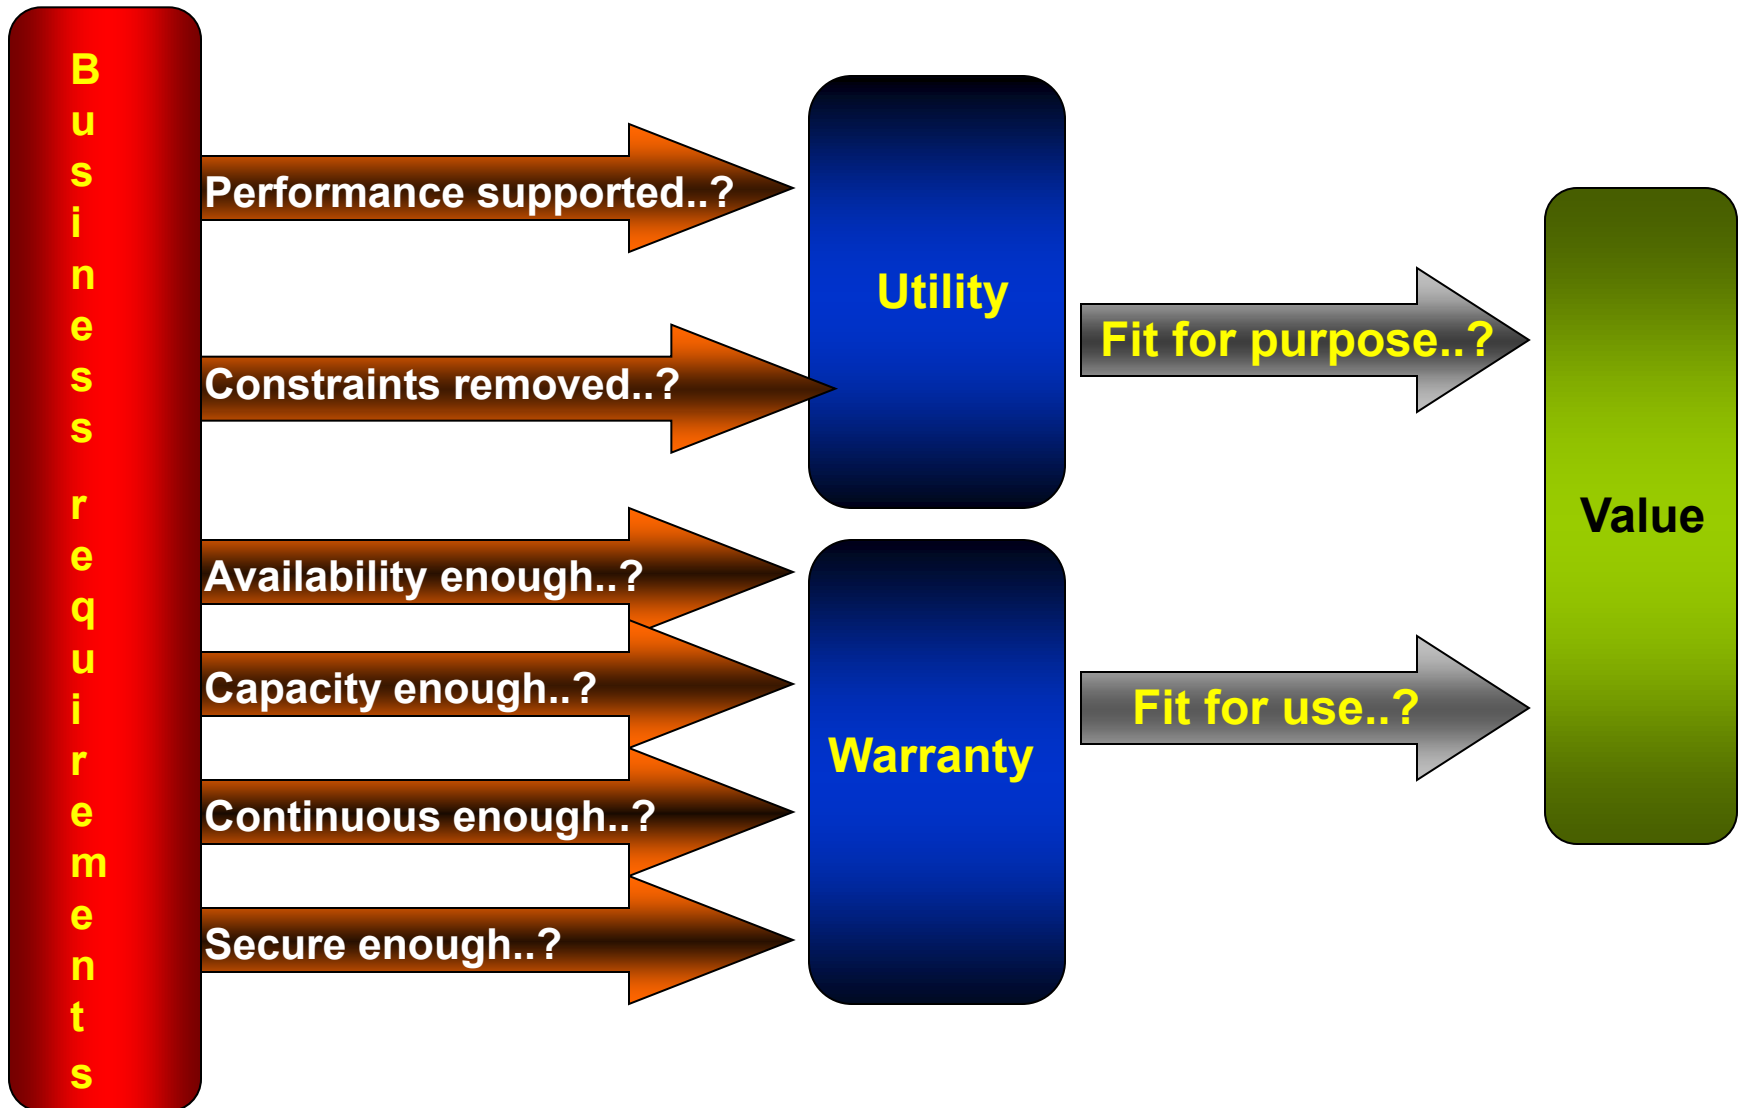 Business requirements
Performance supported..?
Constraints removed..?
Availability enough..?
Capacity enough..?
Continuous enough..?
Secure enough..?
Utility
Warranty
Fit for purpose..?
Fit for use..?
Value